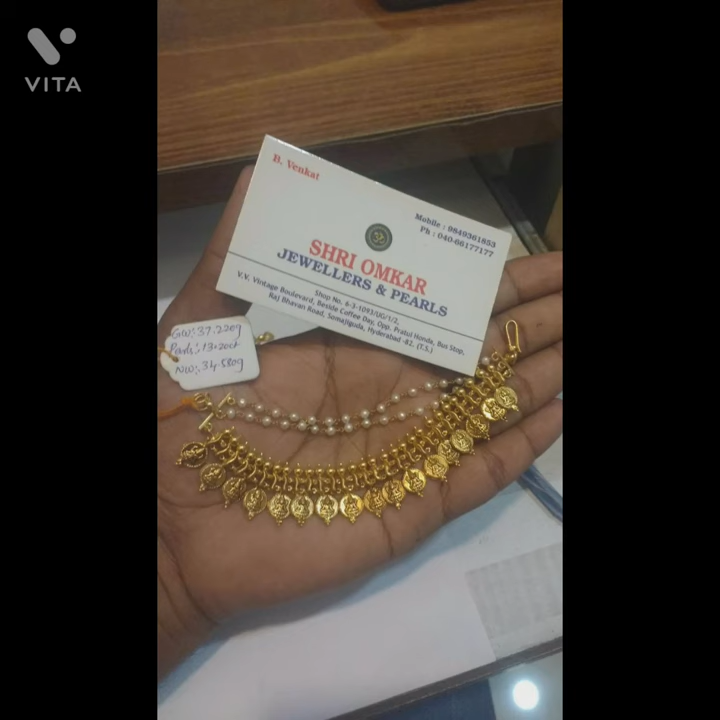 VITA
B. Venkat
Mobile : 9849361853
Ph : 040-66177177
SHRI OMKAR
JEWELLERS & PEARLS
Shop No. 6-3-1093/UG/1/2,
V.V. Vintage Boulevard, Beside Coffee Day, Opp. Pratul Honda, Bus Stop,
Raj Bhavan Road, Somajiguda, Hyderabad -82. (T.S.)
GW: 37.220g
Pearls: 13.20ct
NW: 34.580g